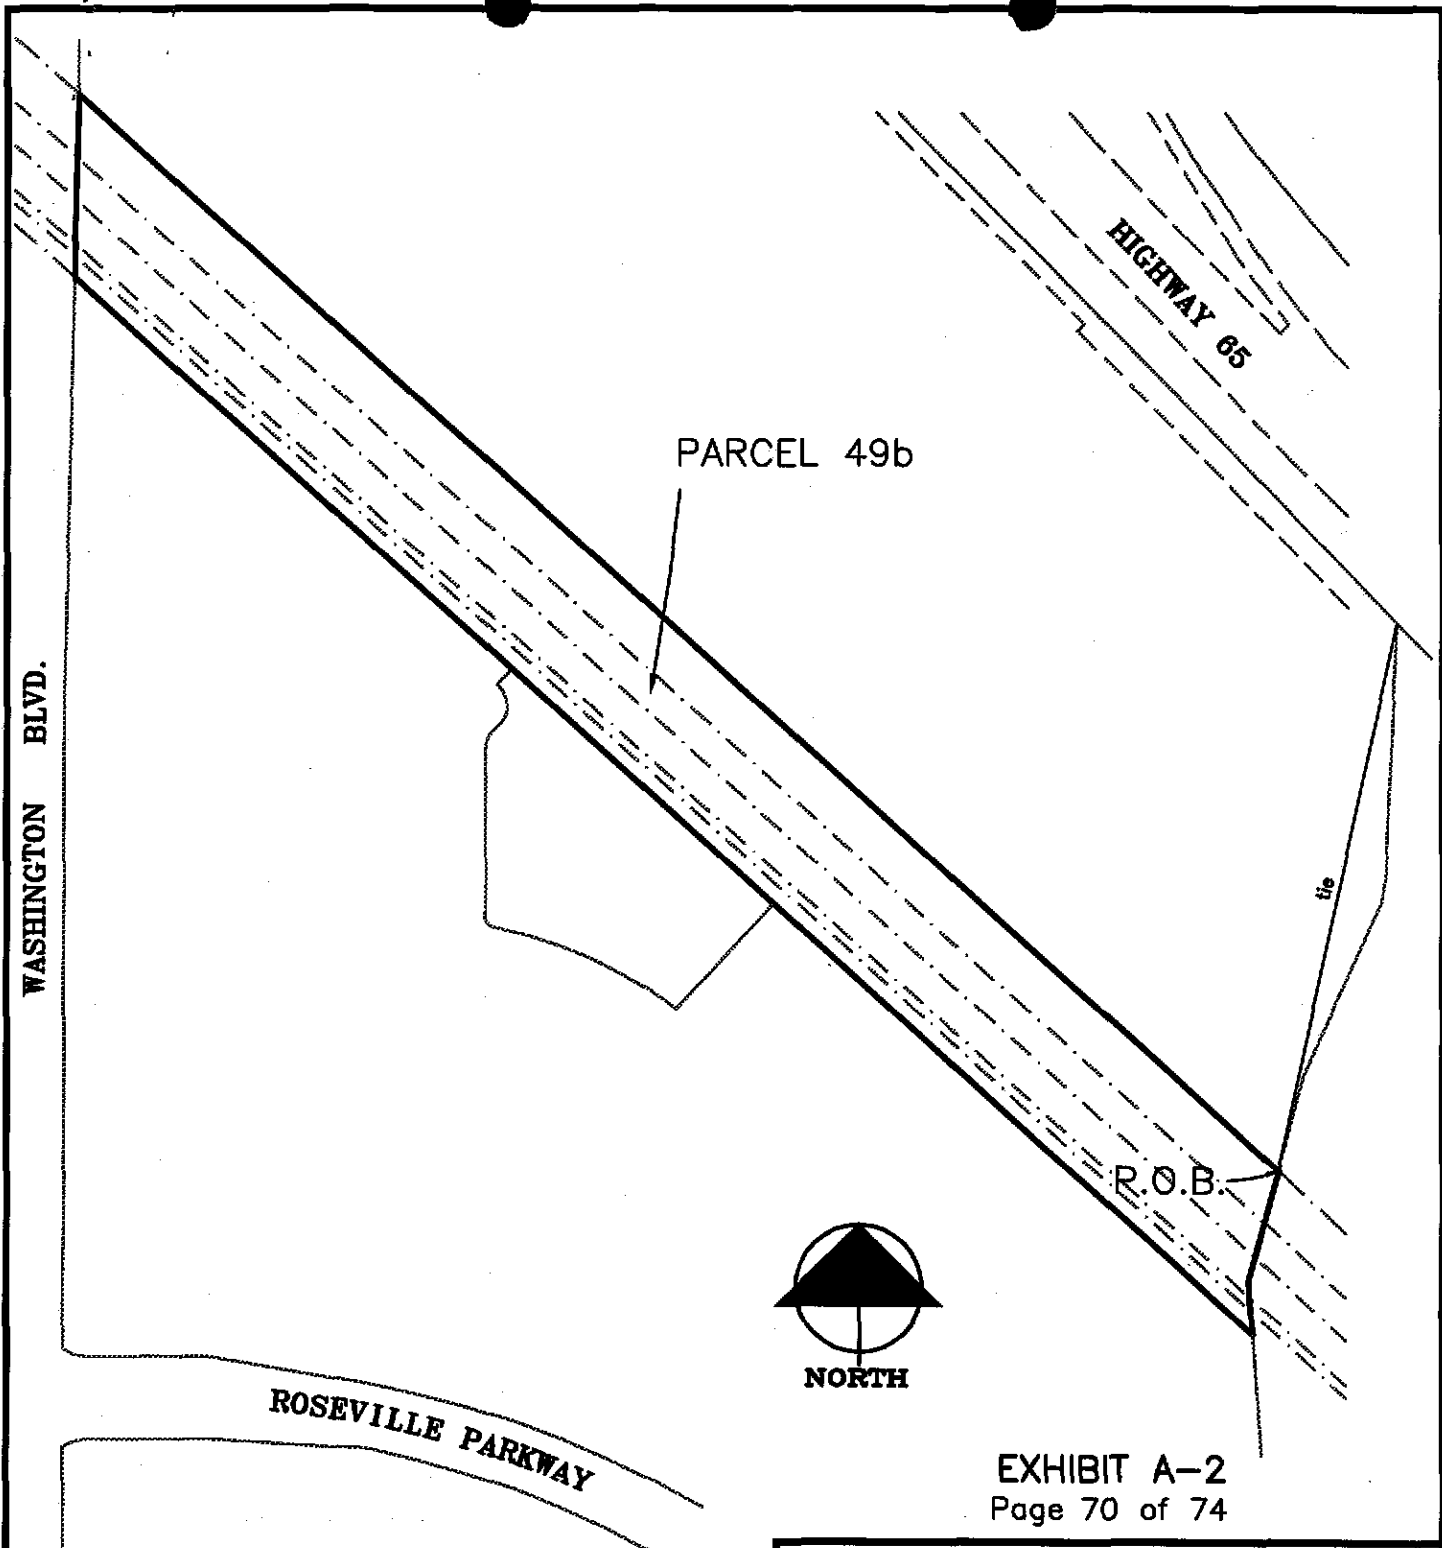 HIGHWAY 65
PARCEL 49b
WASHINGTON BLVD.
tie
P.O.B.
NORTH
ROSEVILLE PARKWAY
EXHIBIT A-2
Page 70 of 74